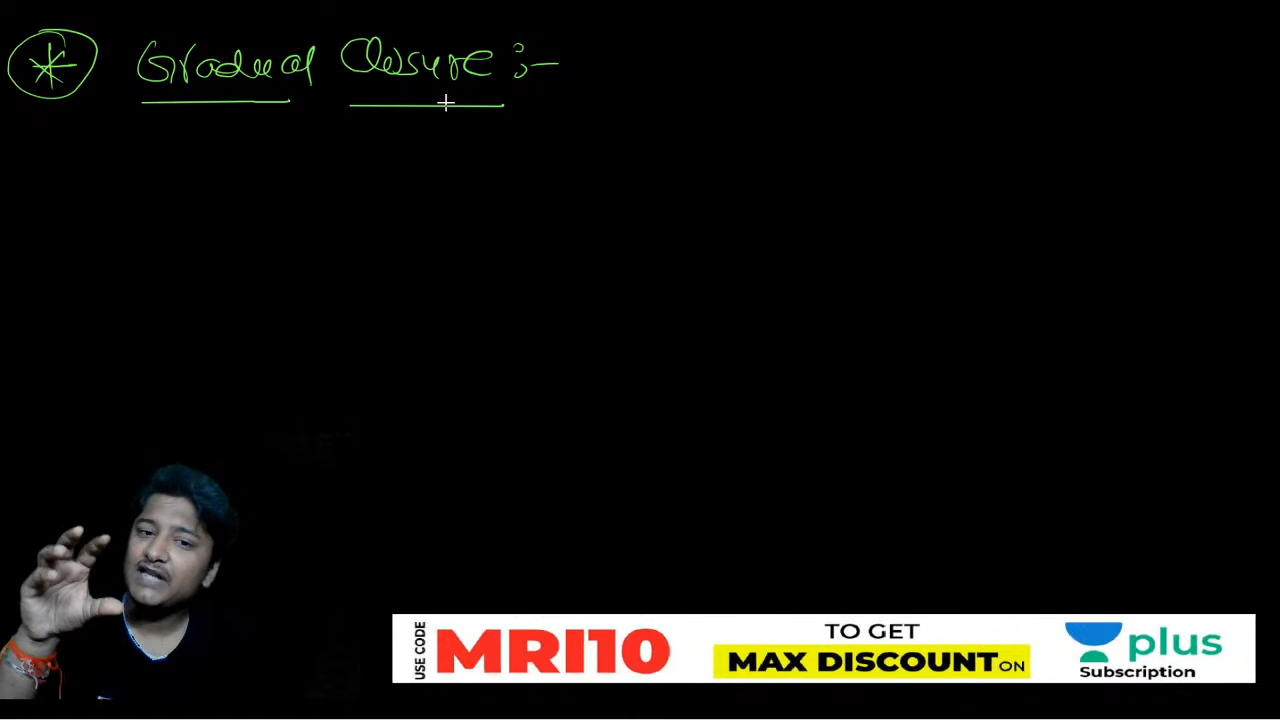 * Gradual Closure :-
USE CODE
MRI10
TO GET
MAX DISCOUNT ON
plus
Subscription